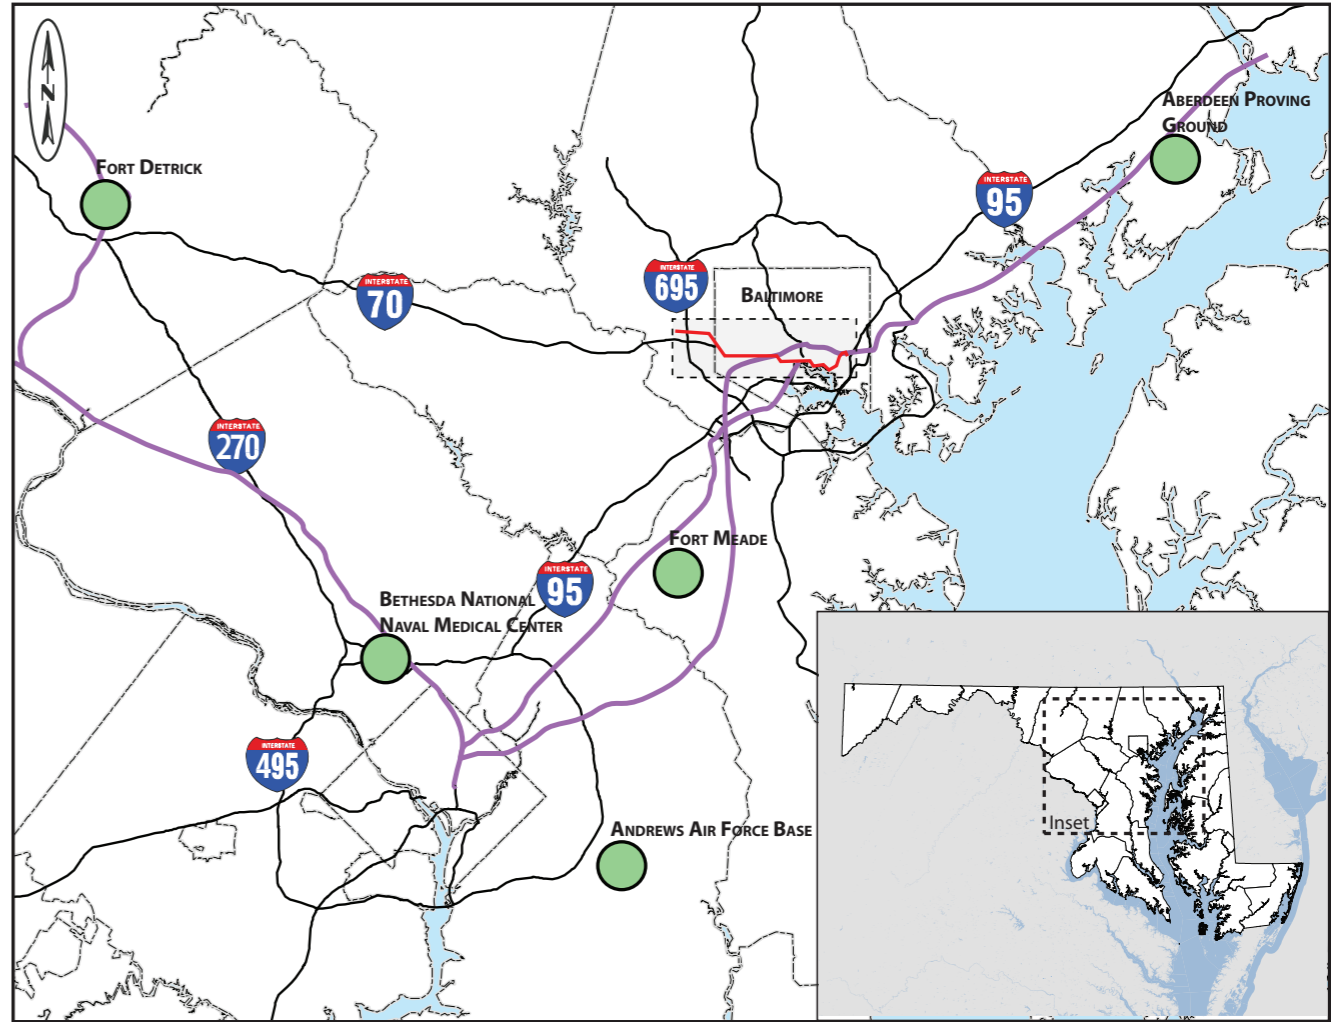 N
FORT DETRICK
ABERDEEN PROVING
GROUND
INTERSTATE
95
INTERSTATE
695
BALTIMORE
INTERSTATE
70
INTERSTATE
270
FORT MEADE
INTERSTATE
95
BETHESDA NATIONAL
NAVAL MEDICAL CENTER
INTERSTATE
495
ANDREWS AIR FORCE BASE
Inset